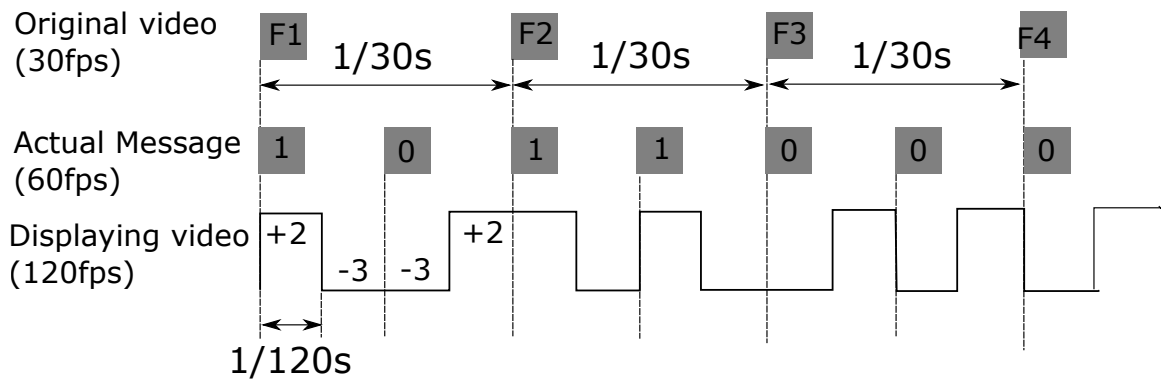 Original video
(30fps)
F1 F2 F3 F4
1/30s 1/30s 1/30s
Actual Message
(60fps)
1 0 1 1 0 0 0
Displaying video
(120fps)
+2 -3 -3 +2
1/120s